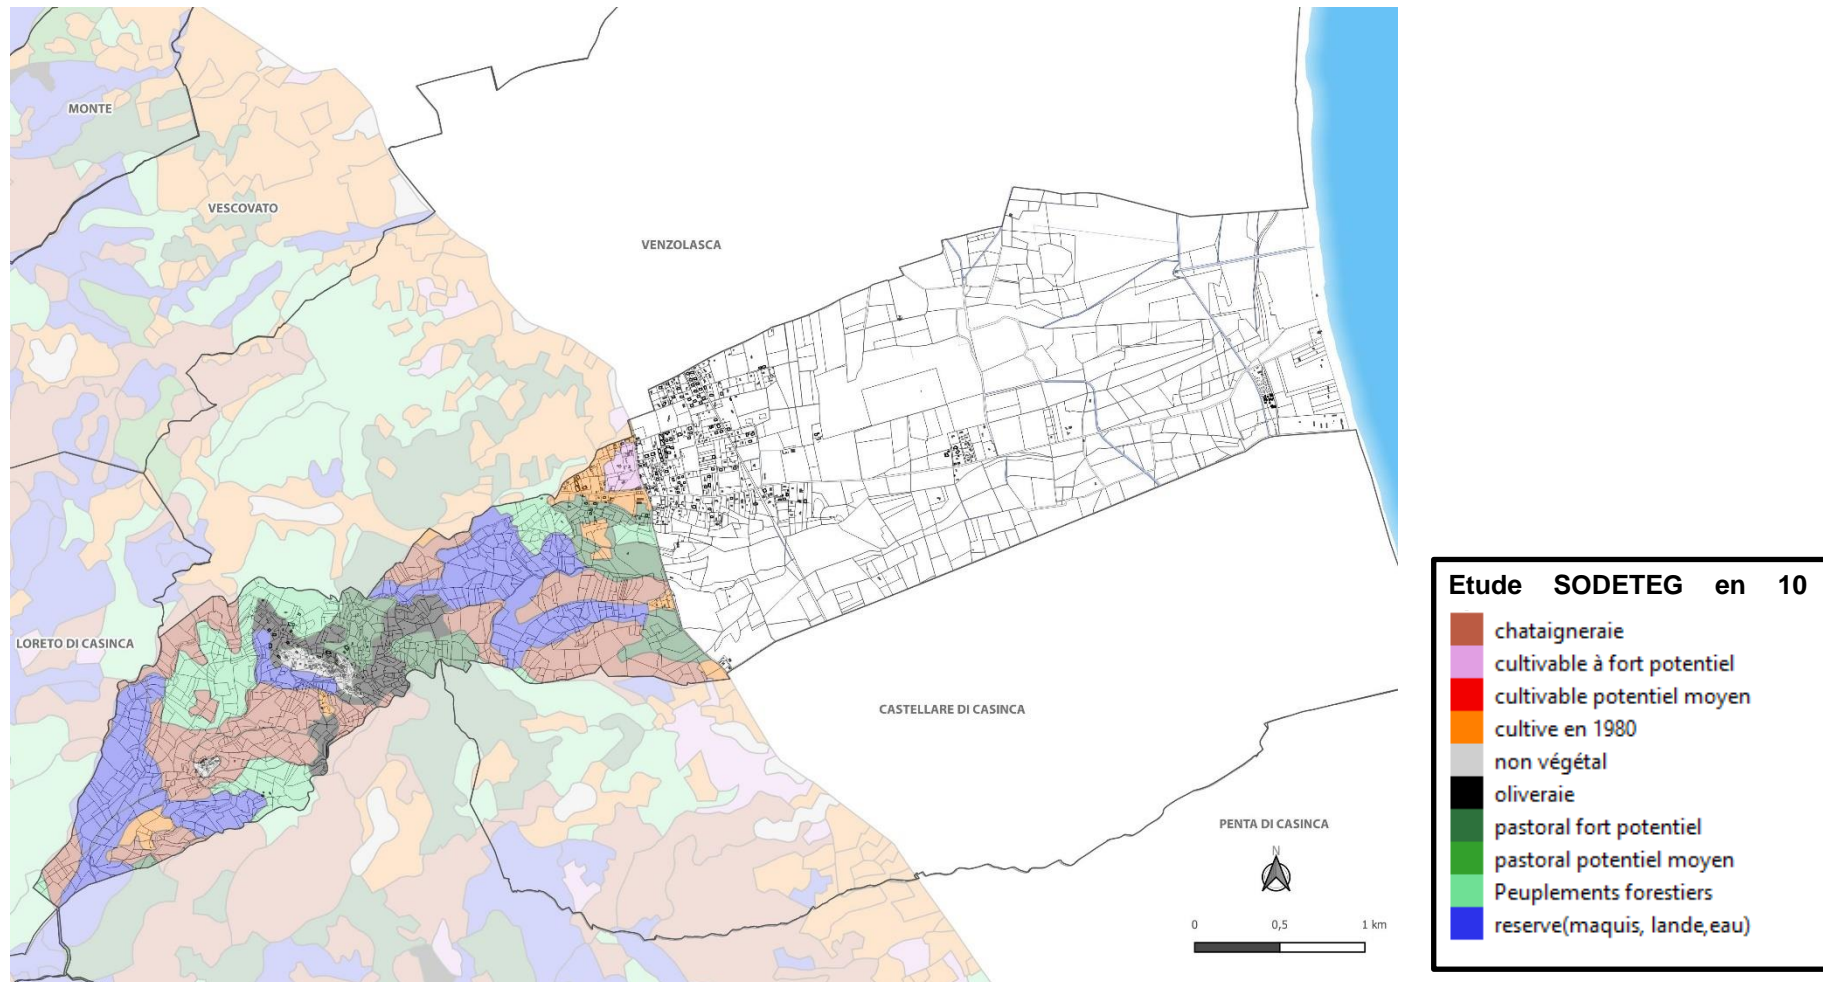 MONTE
VESCOVATO
VENZOLASCA
LORETO DI CASINCA
CASTELLARE DI CASINCA
PENTA DI CASINCA
N
0 0,5 1 km
Etude SODETEG en 10
chataigneraie
cultivable à fort potentiel
cultivable potentiel moyen
cultive en 1980
non végétal
oliveraie
pastoral fort potentiel
pastoral potentiel moyen
Peuplements forestiers
reserve(maquis, lande,eau)